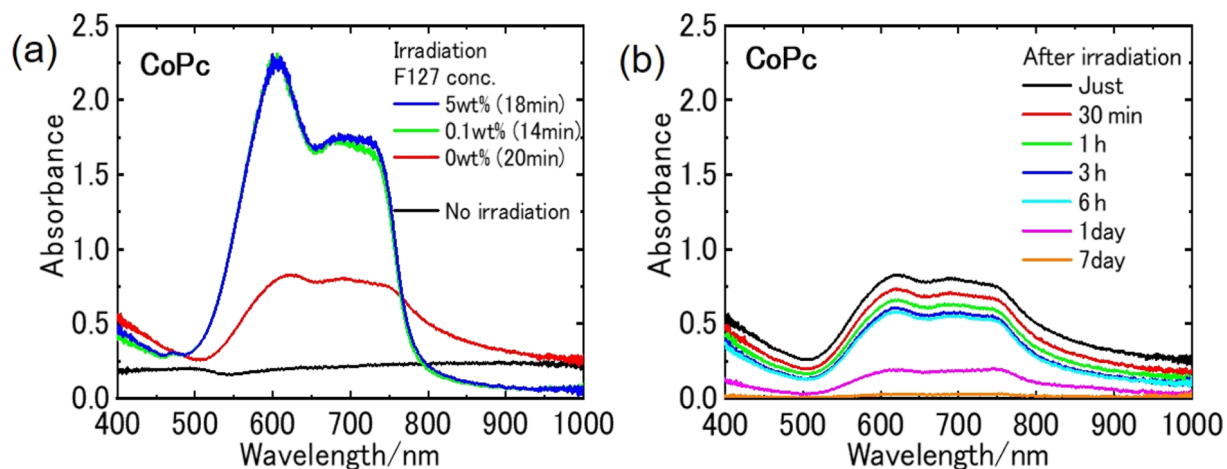 (a)
CoPc
Irradiation
F127 conc.
5wt% (18min)
0.1wt% (14min)
0wt% (20min)
No irradiation
2.5
2.0
1.5
1.0
0.5
0.0
Absorbance
400 500 600 700 800 900 1000
Wavelength/nm
(b)
CoPc
After irradiation
Just
30 min
1 h
3 h
6 h
1day
7day
2.5
2.0
1.5
1.0
0.5
0.0
Absorbance
400 500 600 700 800 900 1000
Wavelength/nm